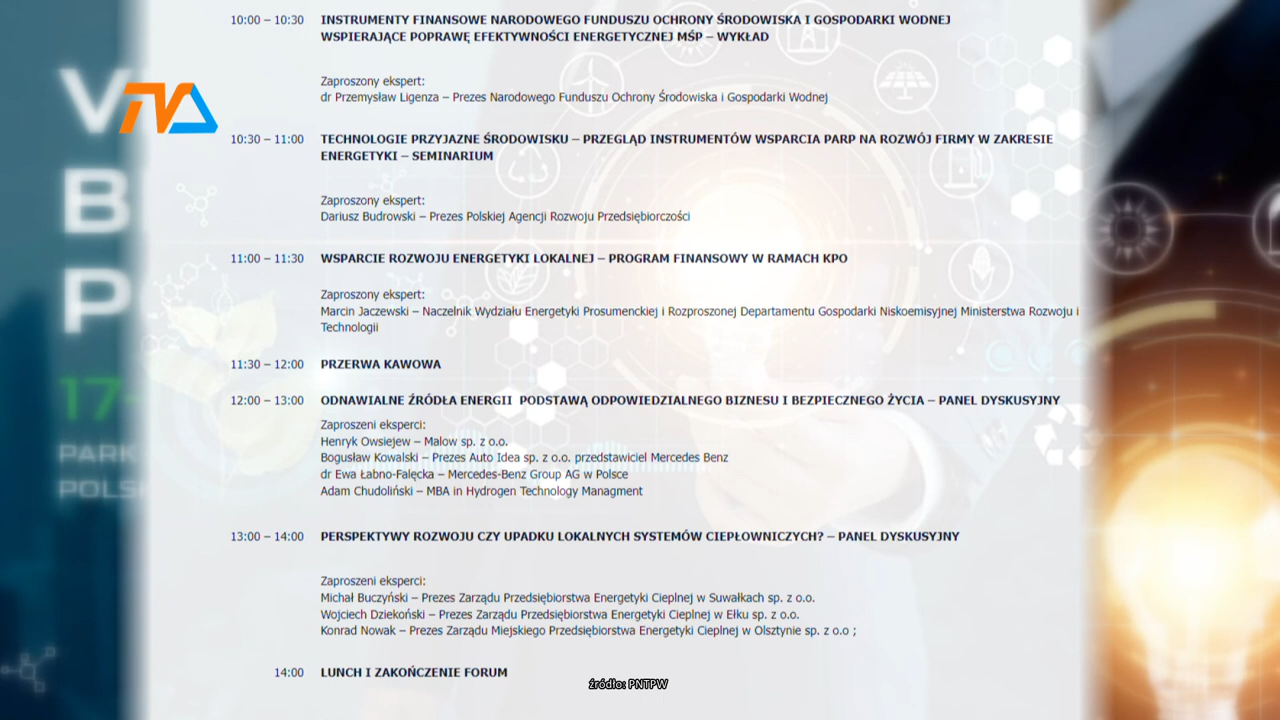 10:00 – 10:30 INSTRUMENTY FINANSOWE NARODOWEGO FUNDUSZU OCHRONY ŚRODOWISKA I GOSPODARKI WODNEJ
WSPIERAJĄCE POPRAWĘ EFEKTYWNOŚCI ENERGETYCZNEJ MŚP – WYKŁAD
Zaproszony ekspert:
dr Przemysław Ligenza – Prezes Narodowego Funduszu Ochrony Środowiska i Gospodarki Wodnej
TVA
10:30 – 11:00 TECHNOLOGIE PRZYJAZNE ŚRODOWISKU – PRZEGLĄD INSTRUMENTÓW WSPARCIA PARP NA ROZWÓJ FIRMY W ZAKRESIE
ENERGETYKI – SEMINARIUM
Zaproszony ekspert:
Dariusz Budrowski – Prezes Polskiej Agencji Rozwoju Przedsiębiorczości
11:00 – 11:30 WSPARCIE ROZWOJU ENERGETYKI LOKALNEJ – PROGRAM FINANSOWY W RAMACH KPO
Zaproszony ekspert:
Marcin Jaczewski – Naczelnik Wydziału Energetyki Prosumenckiej i Rozproszonej Departamentu Gospodarki Niskoemisyjnej Ministerstwa Rozwoju i
Technologii
11:30 – 12:00 PRZERWA KAWOWA
12:00 – 13:00 ODNAWIALNE ŹRÓDŁA ENERGII PODSTAWĄ ODPOWIEDZIALNEGO BIZNESU I BEZPIECZNEGO ŻYCIA – PANEL DYSKUSYJNY
Zaproszeni eksperci:
Henryk Owsiejew – Malow sp. z o.o.
Bogusław Kowalski – Prezes Auto Idea sp. z o.o. przedstawiciel Mercedes Benz
dr Ewa Łabno-Falęcka – Mercedes-Benz Group AG w Polsce
Adam Chudoliński – MBA in Hydrogen Technology Managment
13:00 – 14:00 PERSPEKTYWY ROZWOJU CZY UPADKU LOKALNYCH SYSTEMÓW CIEPŁOWNICZYCH? – PANEL DYSKUSYJNY
Zaproszeni eksperci:
Michał Buczyński – Prezes Zarządu Przedsiębiorstwa Energetyki Cieplnej w Suwałkach sp. z o.o.
Wojciech Dziekoński – Prezes Zarządu Przedsiębiorstwa Energetyki Cieplnej w Ełku sp. z o.o.
Konrad Nowak – Prezes Zarządu Miejskiego Przedsiębiorstwa Energetyki Cieplnej w Olsztynie sp. z o.o ;
14:00 LUNCH I ZAKOŃCZENIE FORUM
źródło: PNTPW
V
B
P
17-
PARK
POLS